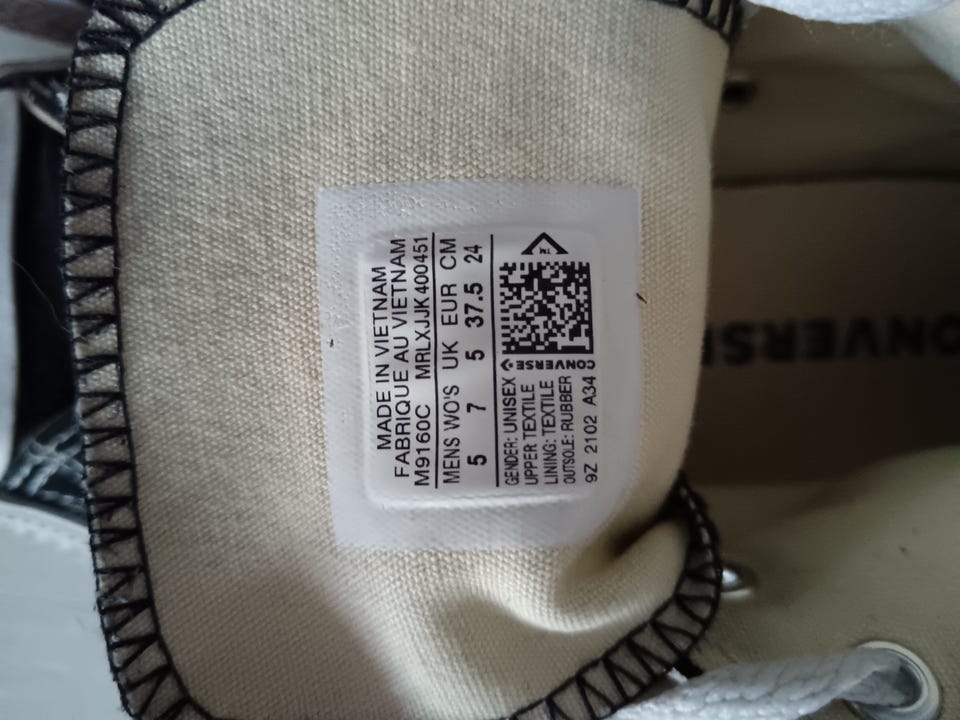 MADE IN VIETNAM
FABRIQUE AU VIETNAM
M9160C MRLXJJK400451
MENS WO'S UK EUR CM
5 7 5 37.5 24
GENDER: UNISEX
UPPER: TEXTILE
LINING: TEXTILE
OUTSOLE: RUBBER
9Z 2102 A34
CONVERSE
TM
CONVERSE